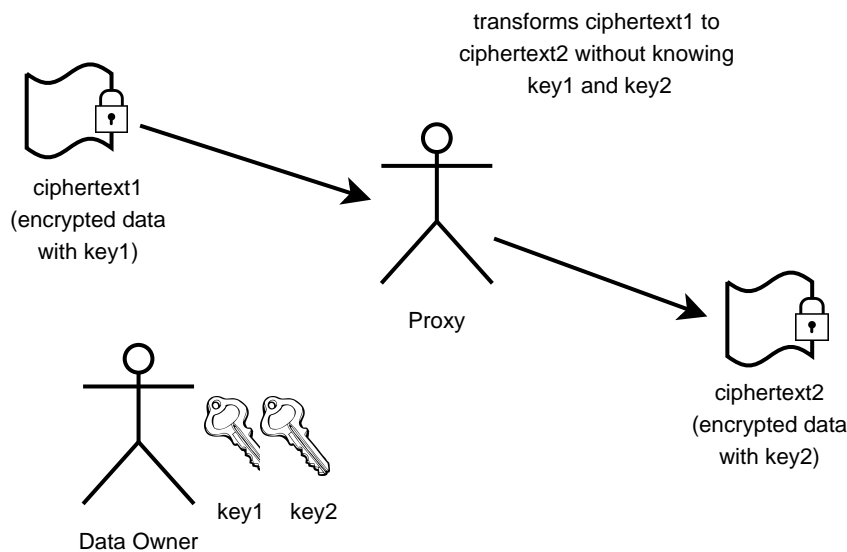 transforms ciphertext1 to
ciphertext2 without knowing
key1 and key2
ciphertext1
(encrypted data
with key1)
Proxy
ciphertext2
(encrypted data
with key2)
key1 key2
Data Owner